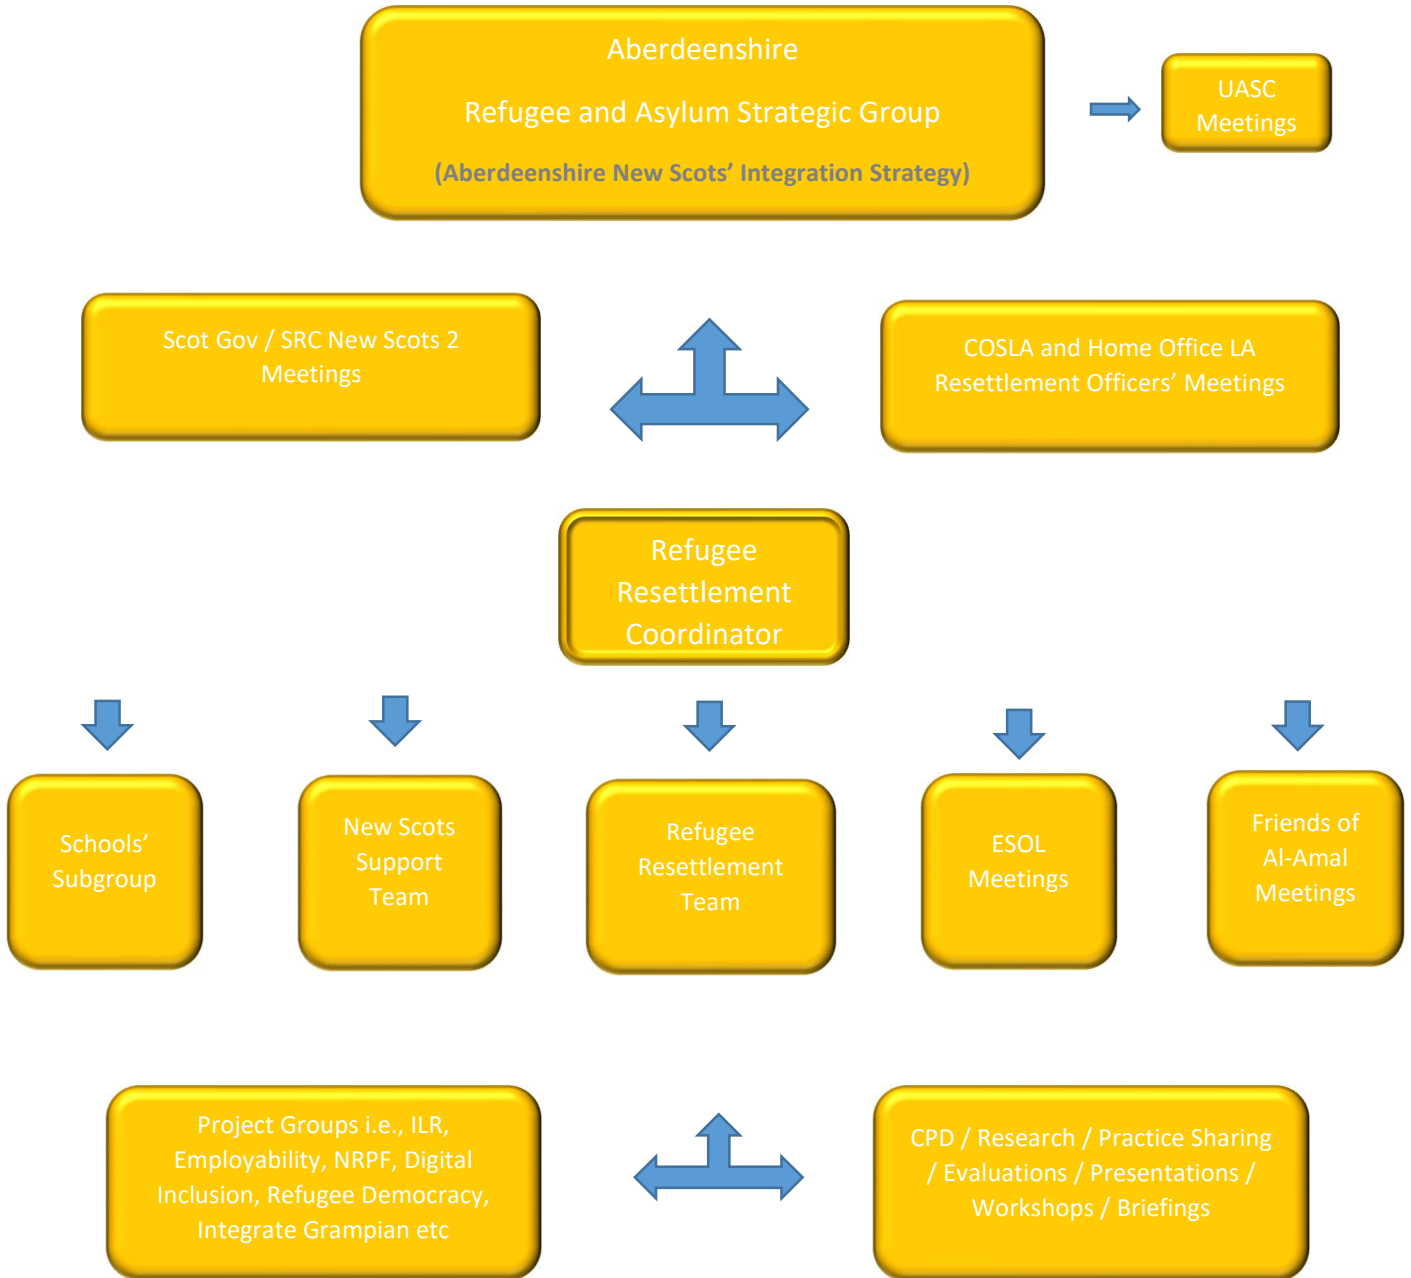 Aberdeenshire
Refugee and Asylum Strategic Group
(Aberdeenshire New Scots’ Integration Strategy)
UASC
Meetings
Scot Gov / SRC New Scots 2
Meetings
COSLA and Home Office LA
Resettlement Officers’ Meetings
Refugee
Resettlement
Coordinator
Schools’
Subgroup
New Scots
Support
Team
Refugee
Resettlement
Team
ESOL
Meetings
Friends of
Al-Amal
Meetings
Project Groups i.e., ILR,
Employability, NRPF, Digital
Inclusion, Refugee Democracy,
Integrate Grampian etc
CPD / Research / Practice Sharing
/ Evaluations / Presentations /
Workshops / Briefings